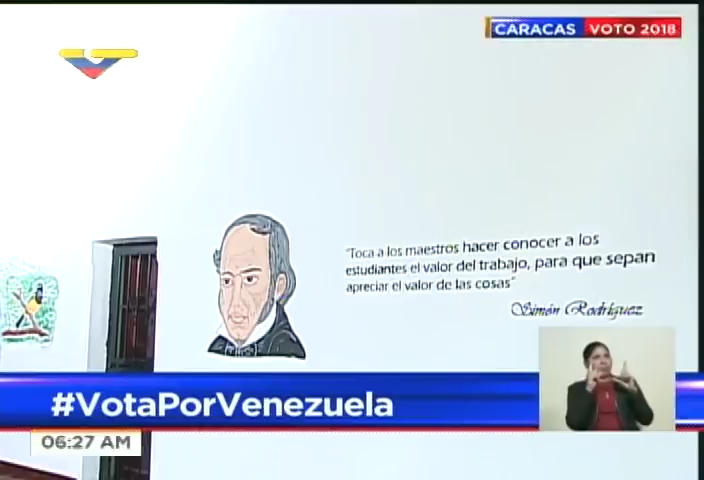 CARACAS VOTO 2018
"Toca a los maestros hacer conocer a los
estudiantes el valor del trabajo, para que sepan
apreciar el valor de las cosas"
Simón Rodríguez
#VotaPorVenezuela
06:27 AM